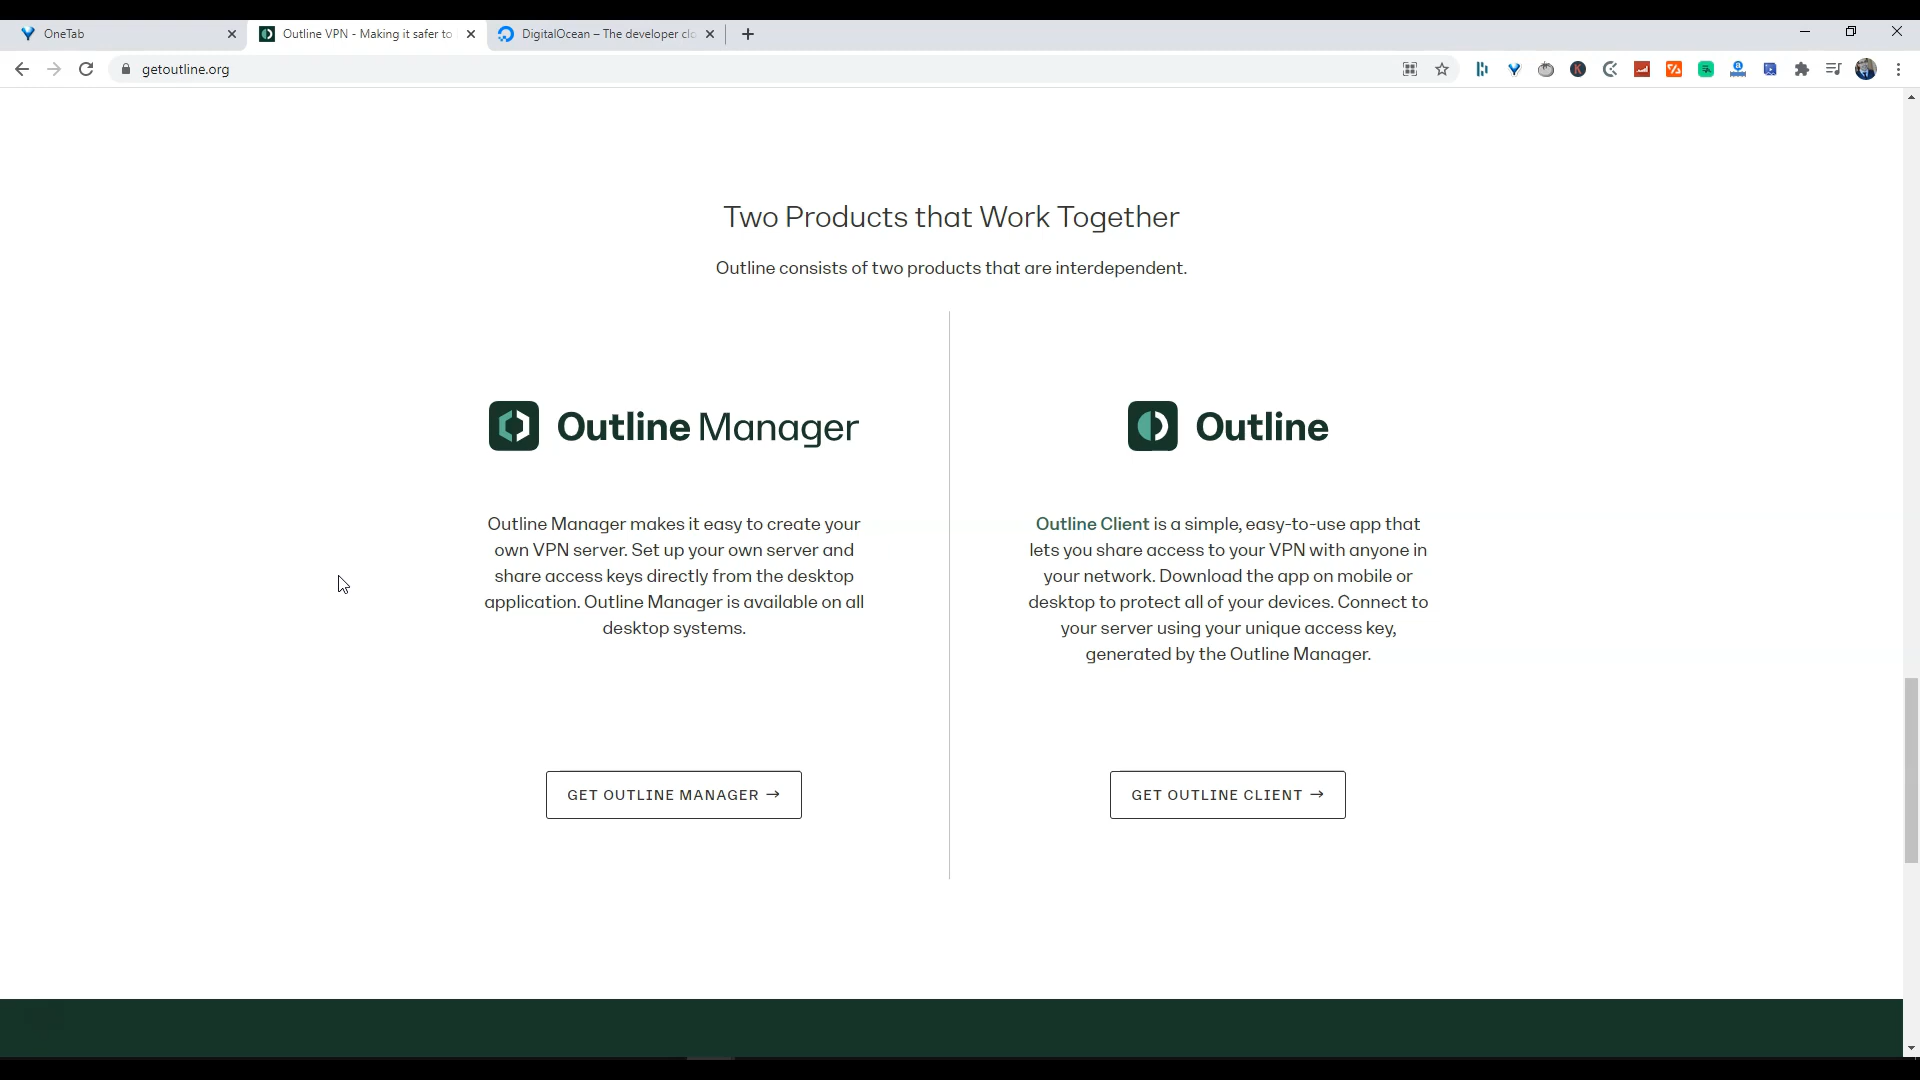 OneTab
Outline VPN - Making it safer to
DigitalOcean – The developer clo
getoutline.org
Two Products that Work Together
Outline consists of two products that are interdependent.
Outline Manager
Outline Manager makes it easy to create your
own VPN server. Set up your own server and
share access keys directly from the desktop
application. Outline Manager is available on all
desktop systems.
GET OUTLINE MANAGER →
Outline
Outline Client is a simple, easy-to-use app that
lets you share access to your VPN with anyone in
your network. Download the app on mobile or
desktop to protect all of your devices. Connect to
your server using your unique access key,
generated by the Outline Manager.
GET OUTLINE CLIENT →